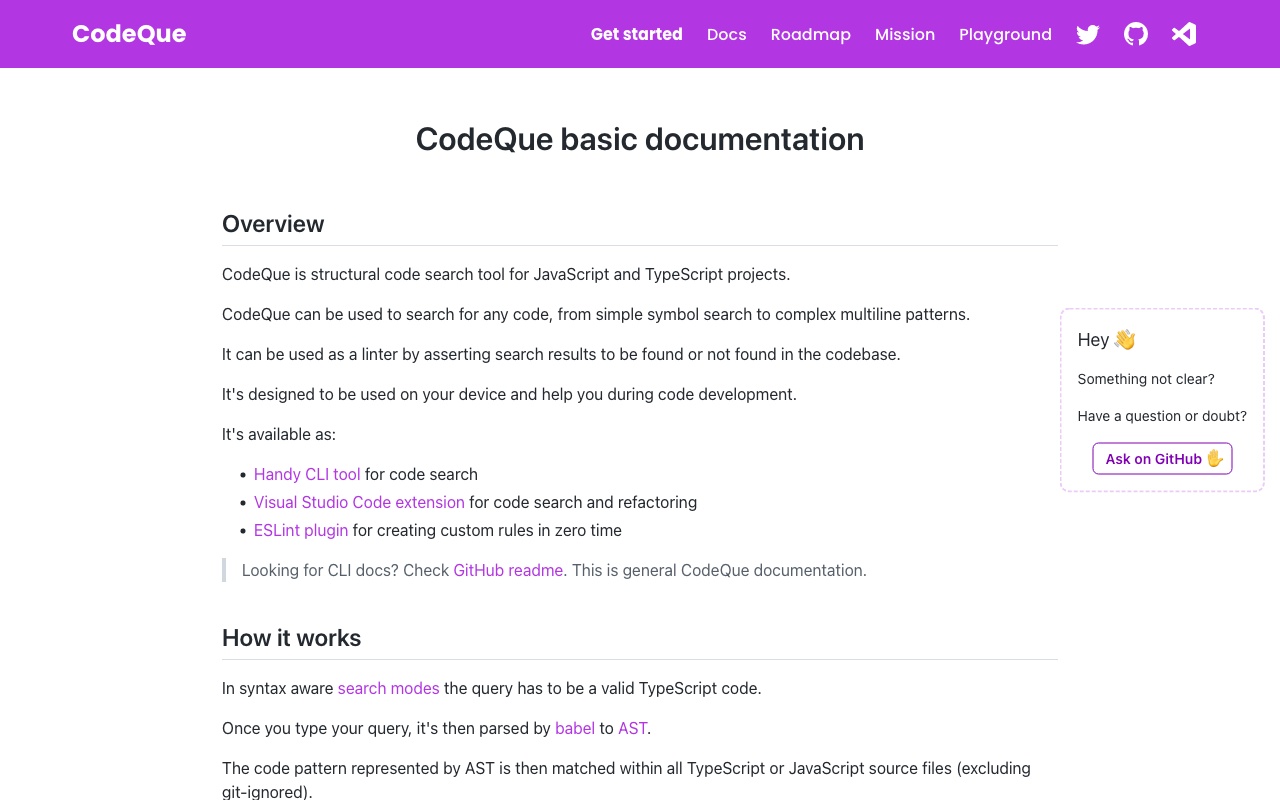 CodeQue
Get started
Docs
Roadmap
Mission
Playground
CodeQue basic documentation
Overview
CodeQue is structural code search tool for JavaScript and TypeScript projects.
CodeQue can be used to search for any code, from simple symbol search to complex multiline patterns.
It can be used as a linter by asserting search results to be found or not found in the codebase.
It's designed to be used on your device and help you during code development.
It's available as:
• Handy CLI tool for code search
• Visual Studio Code extension for code search and refactoring
• ESLint plugin for creating custom rules in zero time
Looking for CLI docs? Check GitHub readme. This is general CodeQue documentation.
Hey 👋
Something not clear?
Have a question or doubt?
Ask on GitHub ✋
How it works
In syntax aware search modes the query has to be a valid TypeScript code.
Once you type your query, it's then parsed by babel to AST.
The code pattern represented by AST is then matched within all TypeScript or JavaScript source files (excluding
git-ignored).